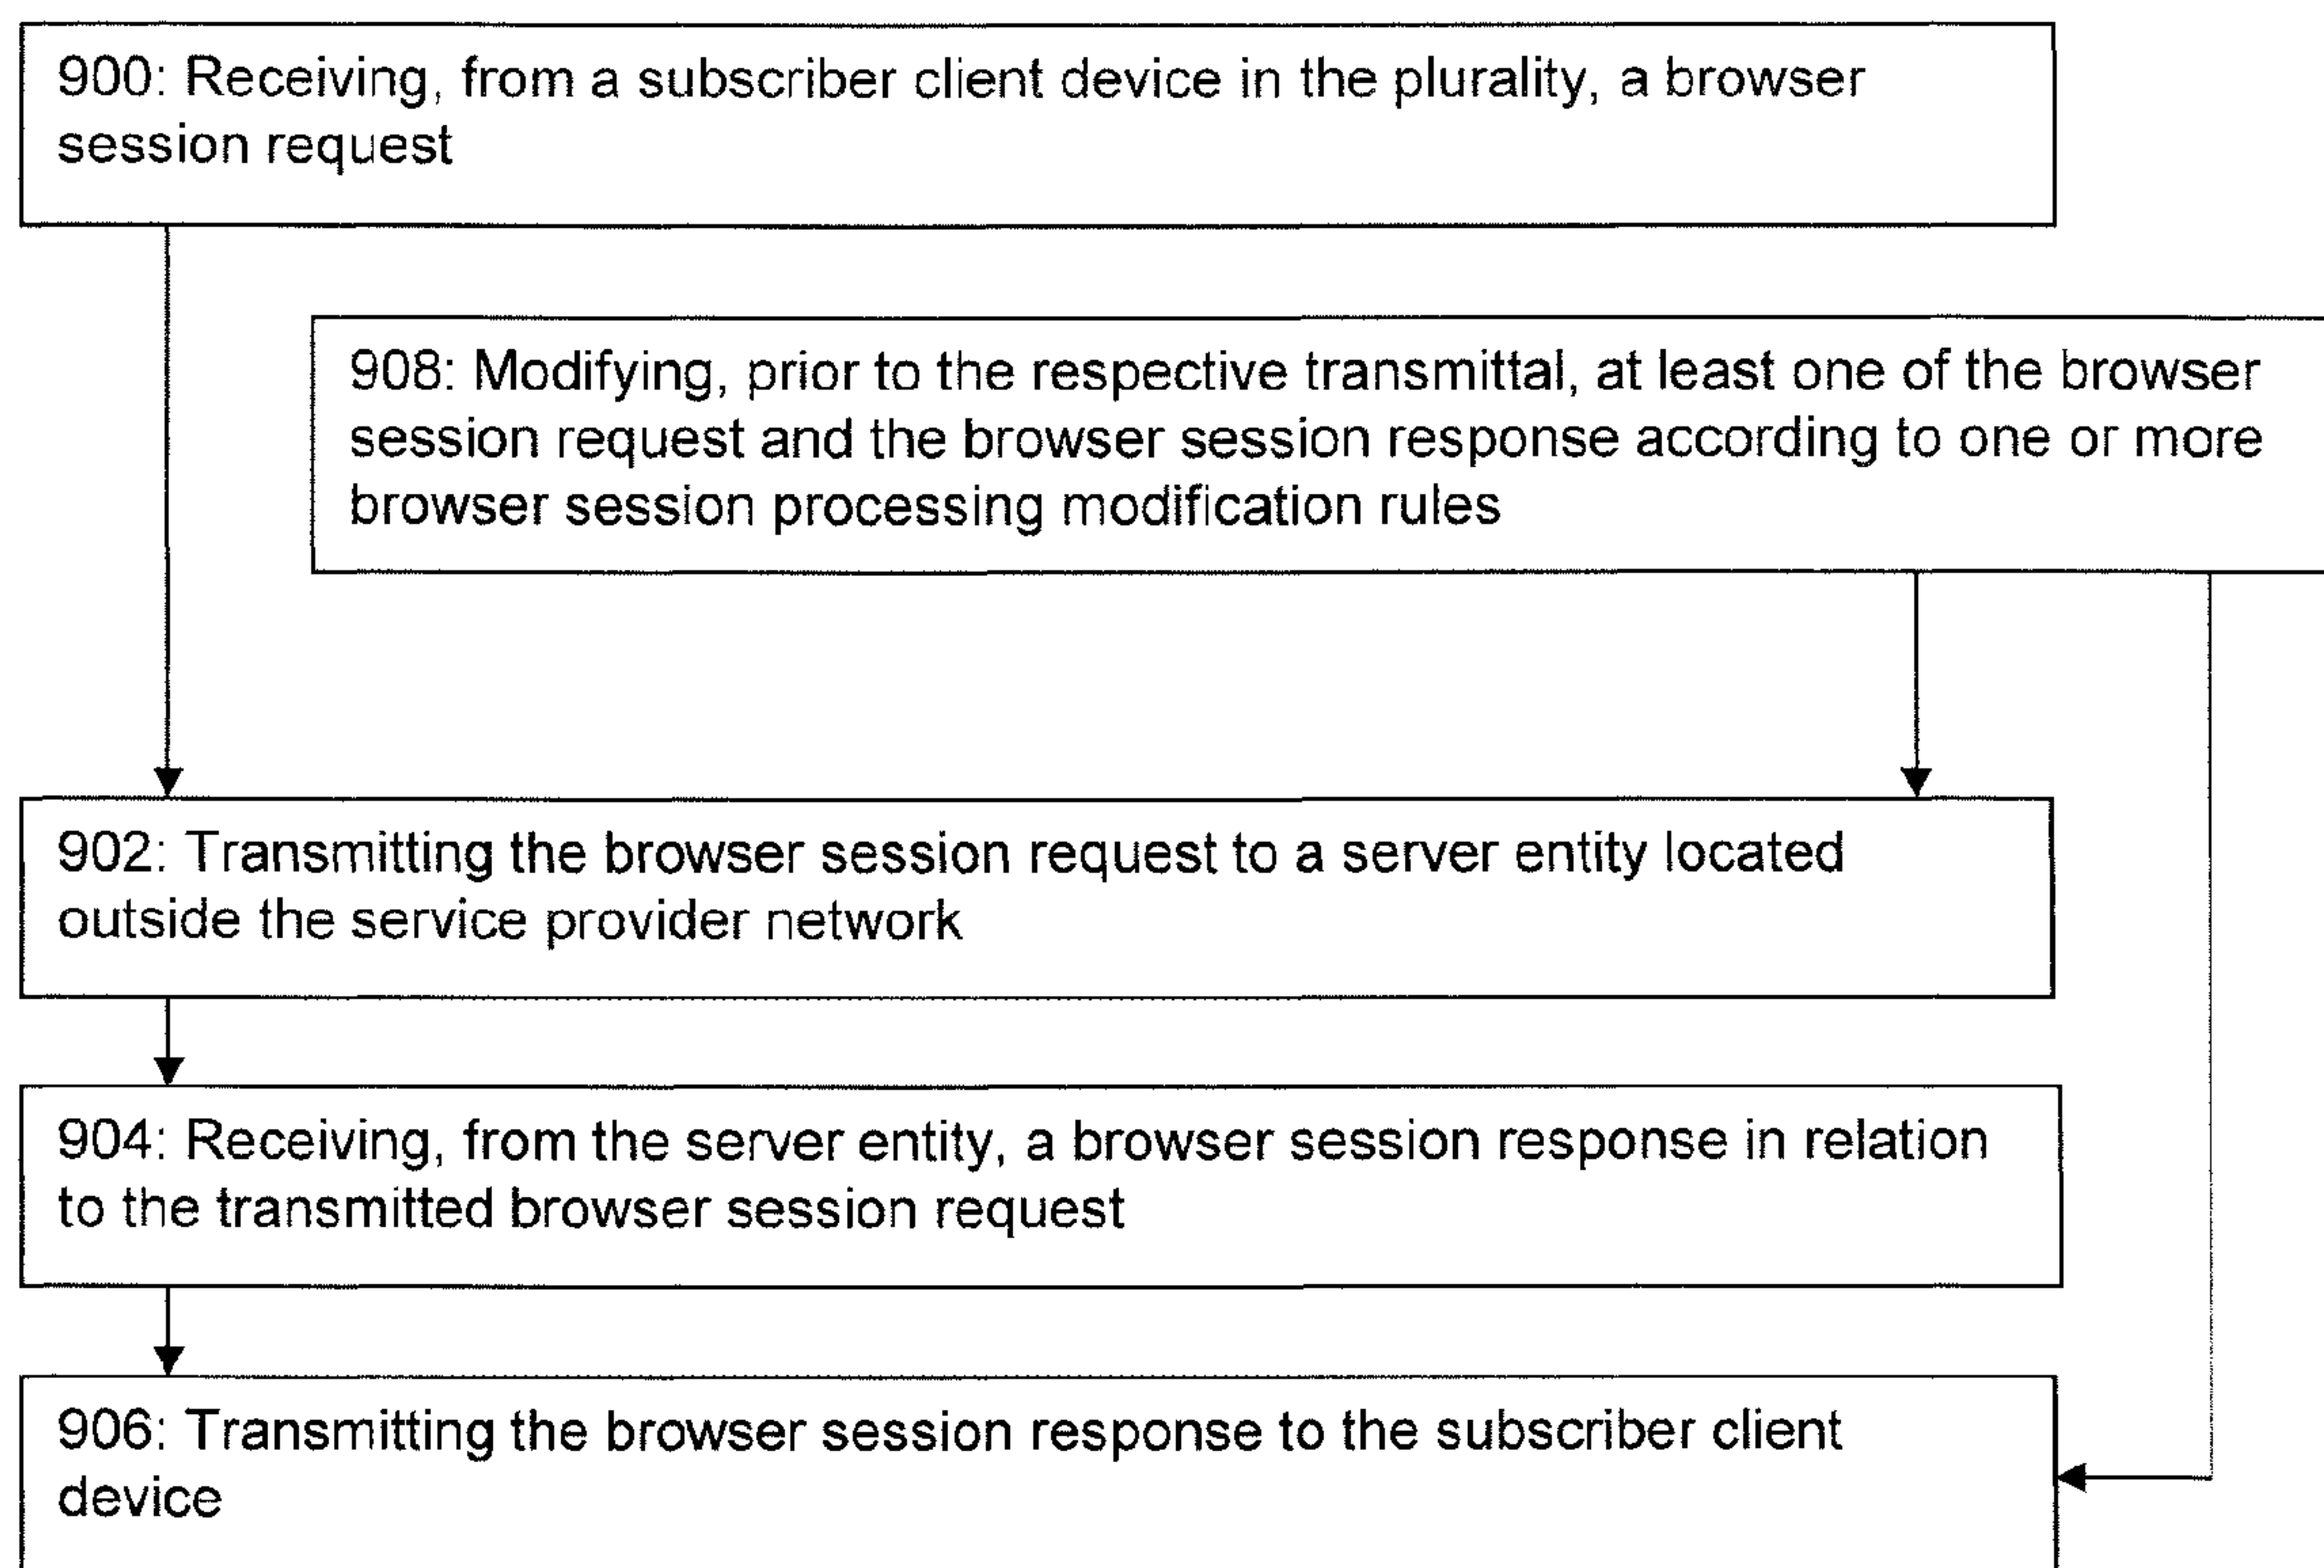 900: Receiving, from a subscriber client device in the plurality, a browser
session request
908: Modifying, prior to the respective transmittal, at least one of the browser
session request and the browser session response according to one or more
browser session processing modification rules
902: Transmitting the browser session request to a server entity located
outside the service provider network
904: Receiving, from the server entity, a browser session response in relation
to the transmitted browser session request
906: Transmitting the browser session response to the subscriber client
device